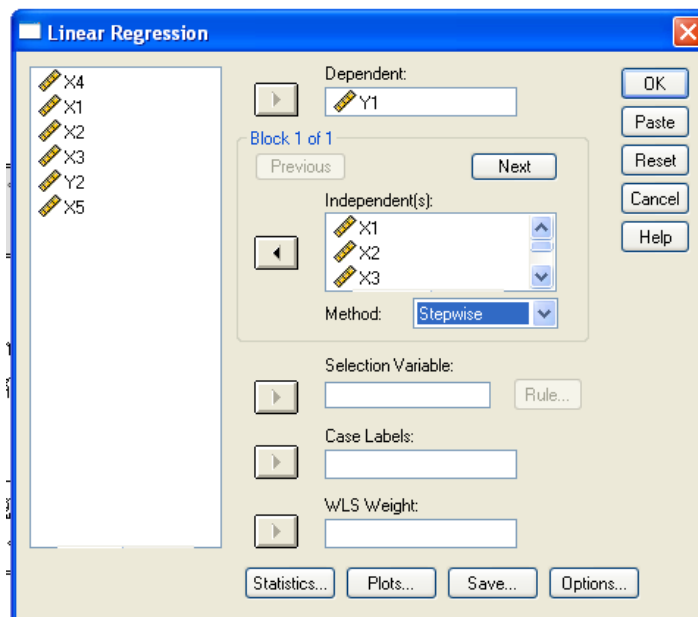 Linear Regression
X4
X1
X2
X3
Y2
X5
Dependent:
Y1
Block 1 of 1
Previous
Next
Independent(s):
X1
X2
X3
Method:
Stepwise
Selection Variable:
Rule...
Case Labels:
WLS Weight:
Statistics...
Plots...
Save...
Options...
OK
Paste
Reset
Cancel
Help